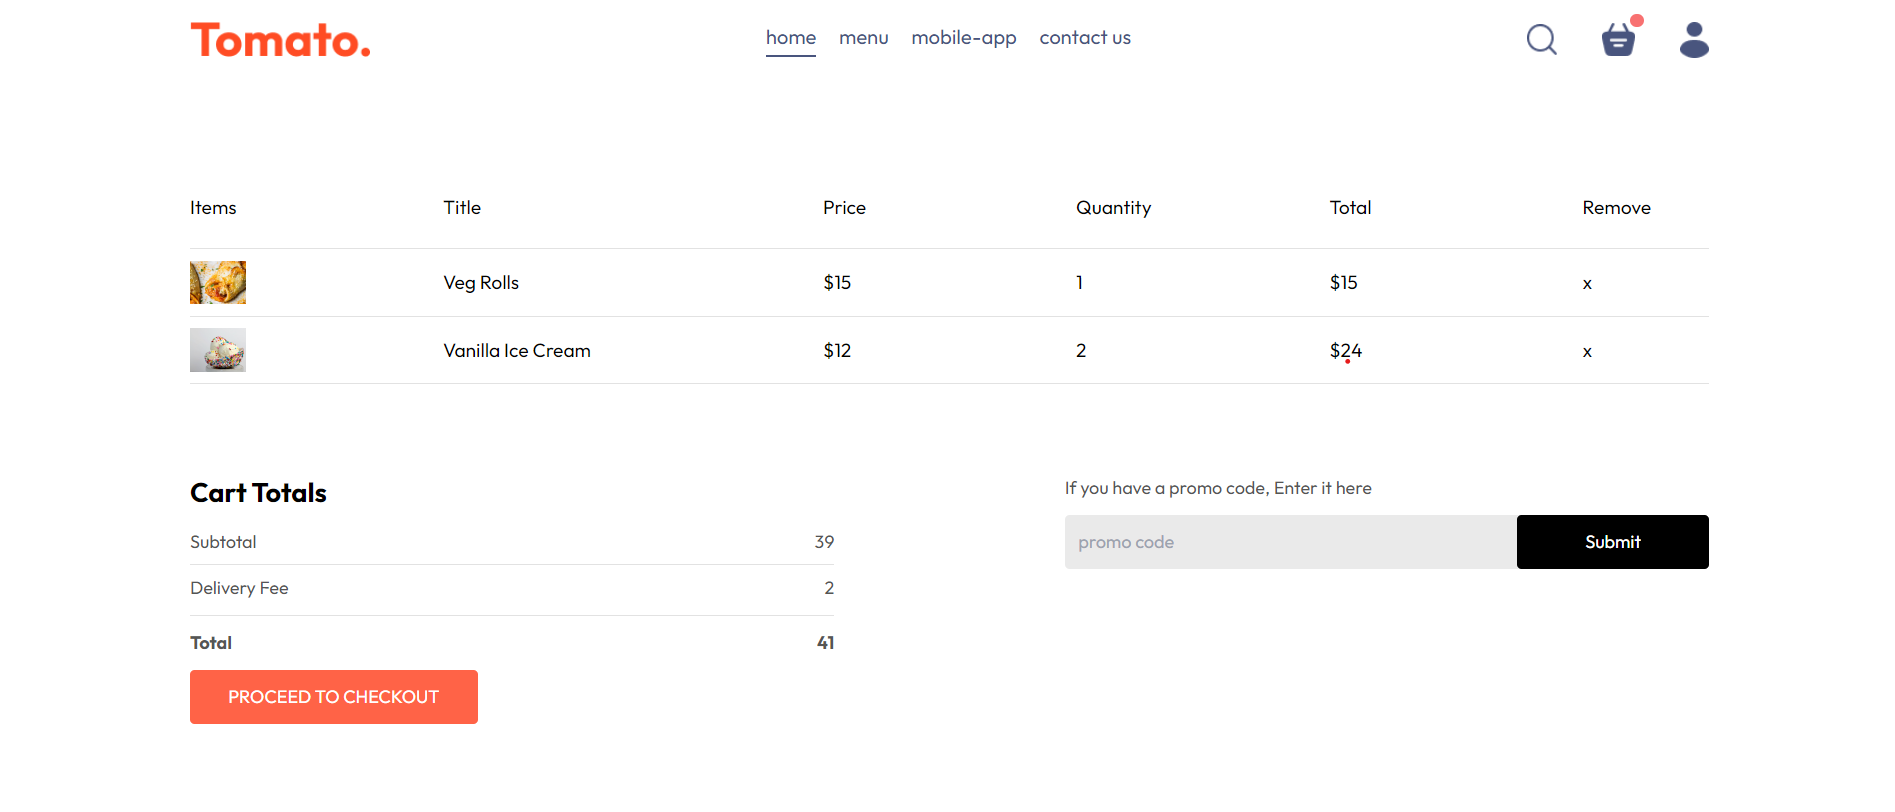 Tomato.
home menu mobile-app contact us
Items Title Price Quantity Total Remove
Veg Rolls $15 1 $15 x
Vanilla Ice Cream $12 2 $24 x
Cart Totals
Subtotal 39
Delivery Fee 2
Total 41
PROCEED TO CHECKOUT
If you have a promo code, Enter it here
promo code Submit